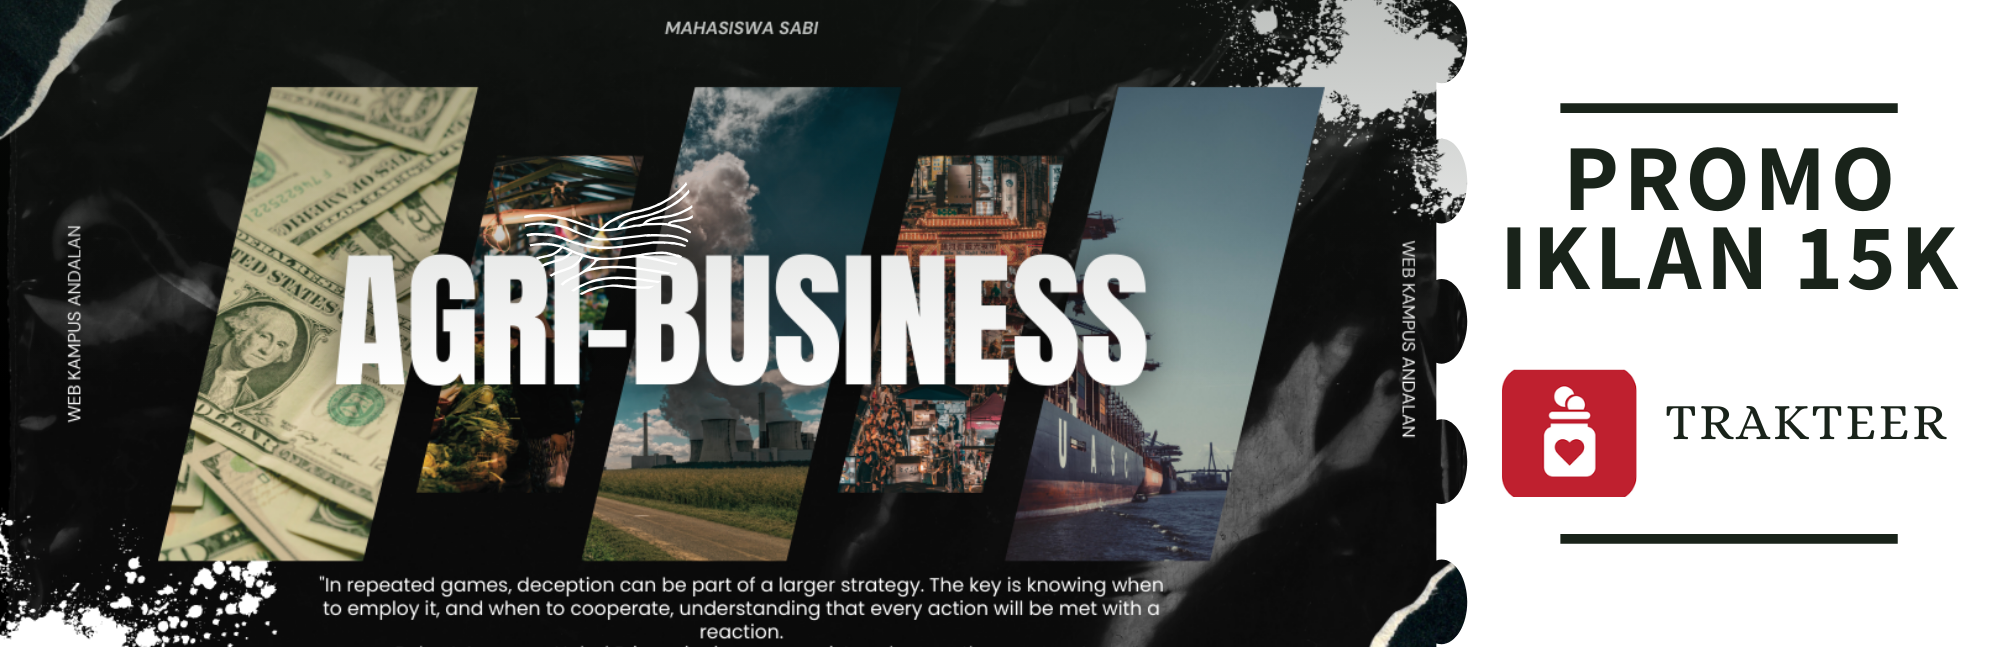 MAHASISWA SABI
WEB KAMPUS ANDALAN
AGRI-BUSINESS
WEB KAMPUS ANDALAN
"In repeated games, deception can be part of a larger strategy. The key is knowing when
to employ it, and when to cooperate, understanding that every action will be met with a
reaction.
PROMO
IKLAN 15K
TRAKTEER
UASC